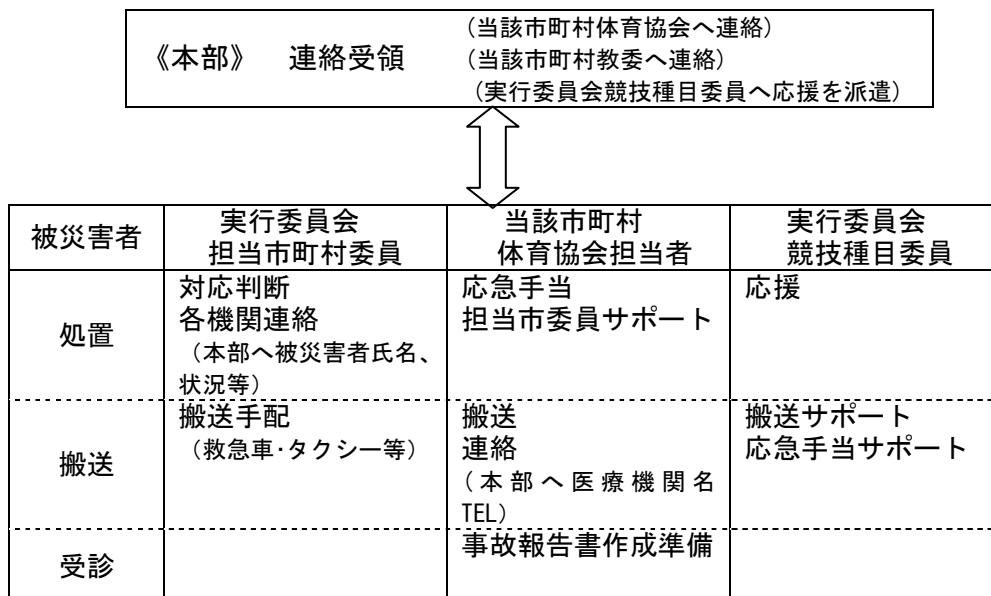 《本部》　連絡受領
（当該市町村体育協会へ連絡）
（当該市町村教委へ連絡）
（実行委員会競技種目委員へ応援を派遣）
被災害者
実行委員会
担当市町村委員
当該市町村
体育協会担当者
実行委員会
競技種目委員
処置
対応判断
各機関連絡
（本部へ被災害者氏名、
状況等）
応急手当
担当市委員サポート
応援
搬送
搬送手配
（救急車・タクシー等）
搬送
連絡
（本部へ医療機関名
TEL）
搬送サポート
応急手当サポート
受診
事故報告書作成準備